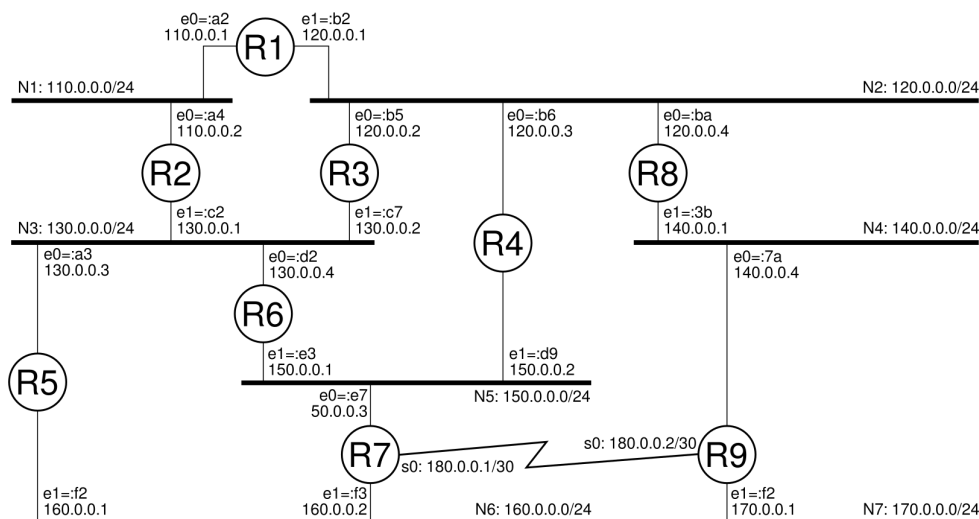 e0=:a2
110.0.0.1
R1
e1=:b2
120.0.0.1
N1: 110.0.0.0/24
N2: 120.0.0.0/24
e0=:a4
110.0.0.2
e0=:b5
120.0.0.2
e0=:b6
120.0.0.3
e0=:ba
120.0.0.4
R2
R3
R8
N3: 130.0.0.0/24
e1=:c2
130.0.0.1
e1=:c7
130.0.0.2
R4
e1=:3b
140.0.0.1
N4: 140.0.0.0/24
e0=:a3
130.0.0.3
e0=:d2
130.0.0.4
e0=:7a
140.0.0.4
R6
R5
e1=:e3
150.0.0.1
e1=:d9
150.0.0.2
e0=:e7
50.0.0.3
N5: 150.0.0.0/24
R7
s0: 180.0.0.1/30
s0: 180.0.0.2/30
R9
e1=:f2
160.0.0.1
e1=:f3
160.0.0.2
N6: 160.0.0.0/24
e1=:f2
170.0.0.1
N7: 170.0.0.0/24